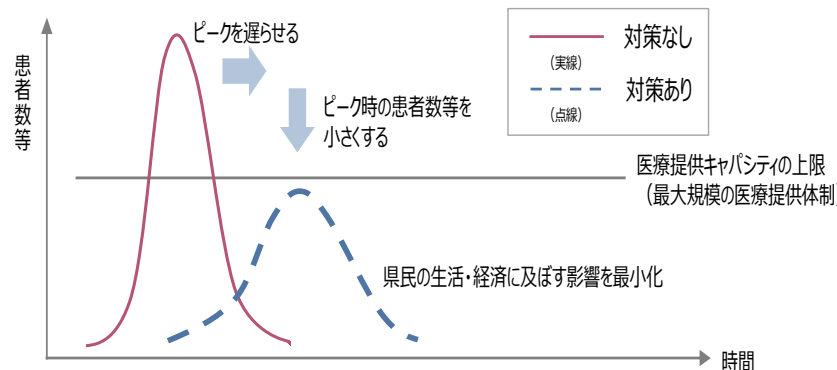 ピークを遅らせる
対策なし
（実線）
対策あり
（点線）
患者数等
ピーク時の患者数等を
小さくする
医療提供キャパシティの上限
（最大規模の医療提供体制）
県民の生活・経済に及ぼす影響を最小化
時間